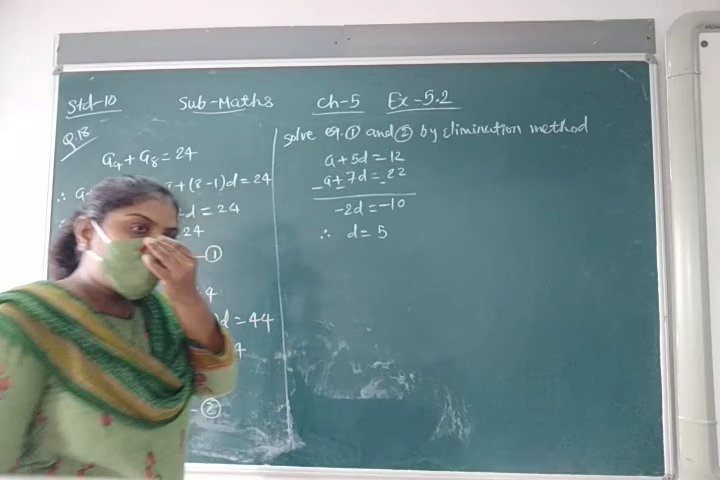 Std-10 Sub-Maths Ch-5 Ex-5.2
Q.18
a₄ + a₈ = 24
+ (8-1)d = 24
d = 24
24
①
d = 44
4
②
Solve eq. ① and ② by Elimination method
a + 5d = 12
a + 7d = 22
- - -
-2d = -10
∴ d = 5